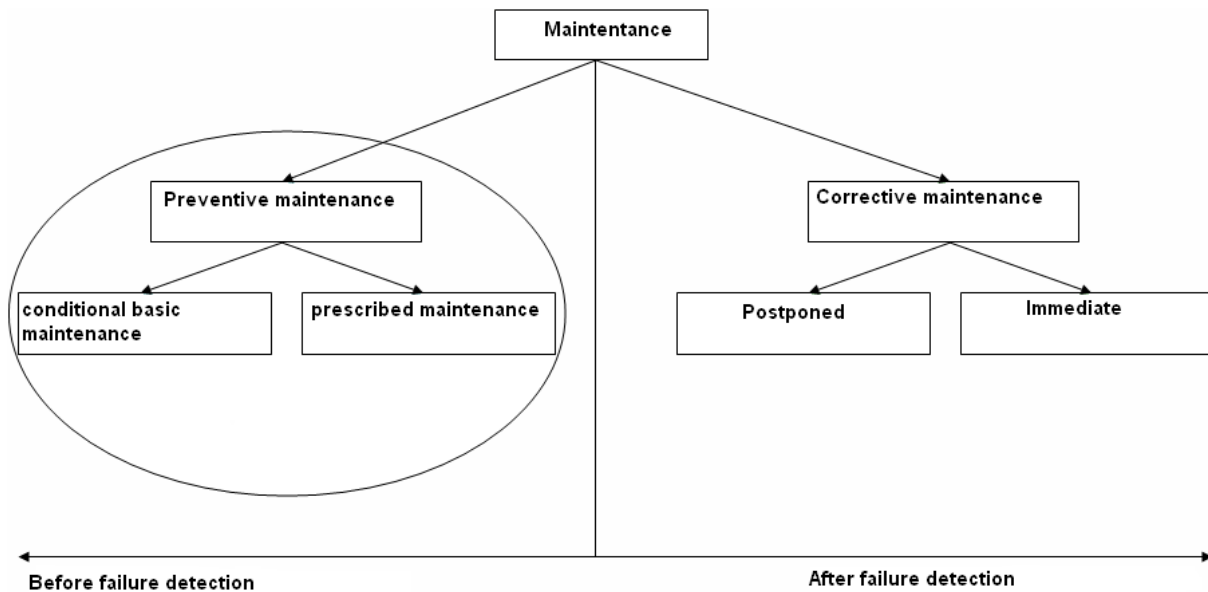 Maintentance
Preventive maintenance
Corrective maintenance
conditional basic
maintenance
prescribed maintenance
Postponed
Immediate
Before failure detection
After failure detection